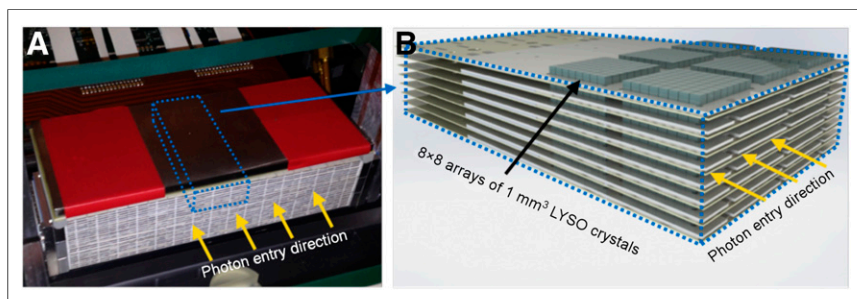 A
Photon entry direction
B
8×8 arrays of 1 mm³ LYSO crystals
Photon entry direction